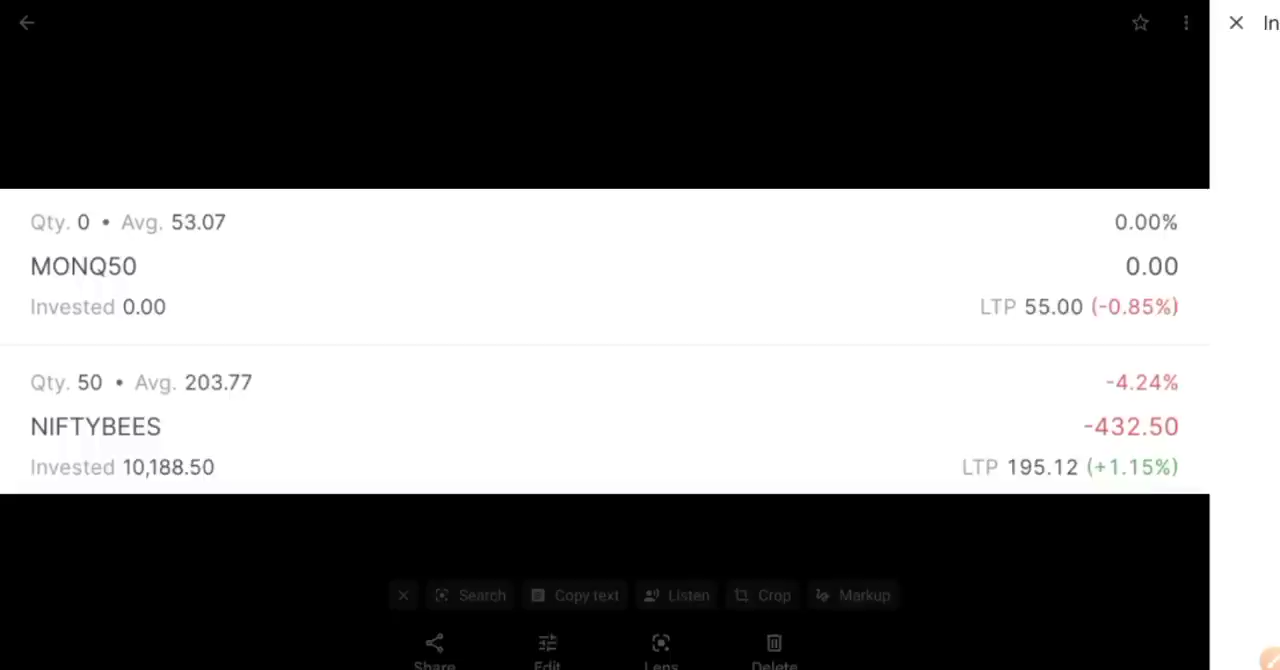 In
Qty. 0 • Avg. 53.07 0.00%
MONQ50 0.00
Invested 0.00 LTP 55.00 (-0.85%)
Qty. 50 • Avg. 203.77 -4.24%
NIFTYBEES -432.50
Invested 10,188.50 LTP 195.12 (+1.15%)
Search Copy text Listen Crop Markup
Share Edit Lens Delete